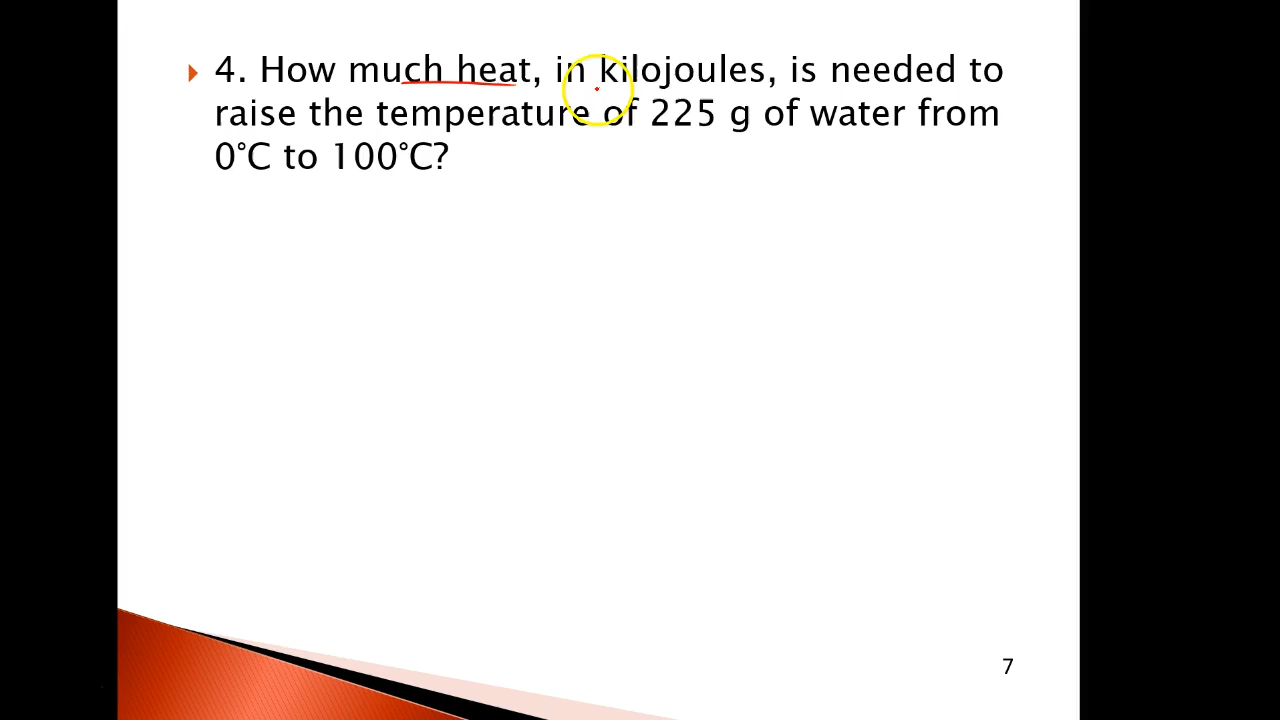 4. How much heat, in kilojoules, is needed to
raise the temperature of 225 g of water from
0°C to 100°C?
7